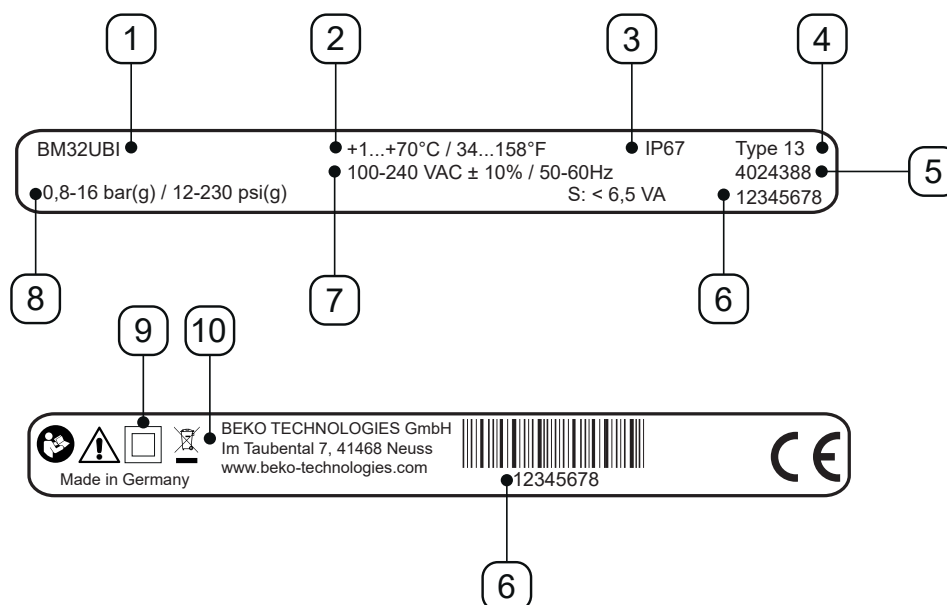 1
2
3
4
BM32UBI
+1...+70°C / 34...158°F
IP67
Type 13
100-240 VAC ± 10% / 50-60Hz
4024388
5
0,8-16 bar(g) / 12-230 psi(g)
S: < 6,5 VA
12345678
8
7
6
9
10
BEKO TECHNOLOGIES GmbH
Im Taubental 7, 41468 Neuss
www.beko-technologies.com
Made in Germany
12345678
CE
6